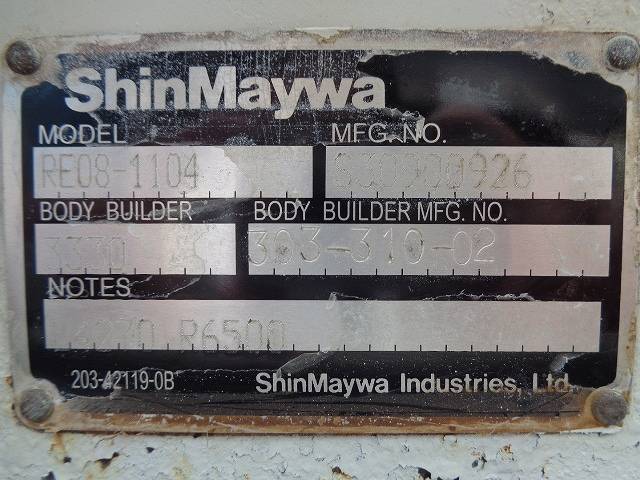 ShinMaywa
MODEL MFG. NO.
RE08-1104
BODY BUILDER BODY BUILDER MFG. NO.
3330 303-310-02
NOTES
R6500
203-42119-0B ShinMaywa Industries, Ltd.